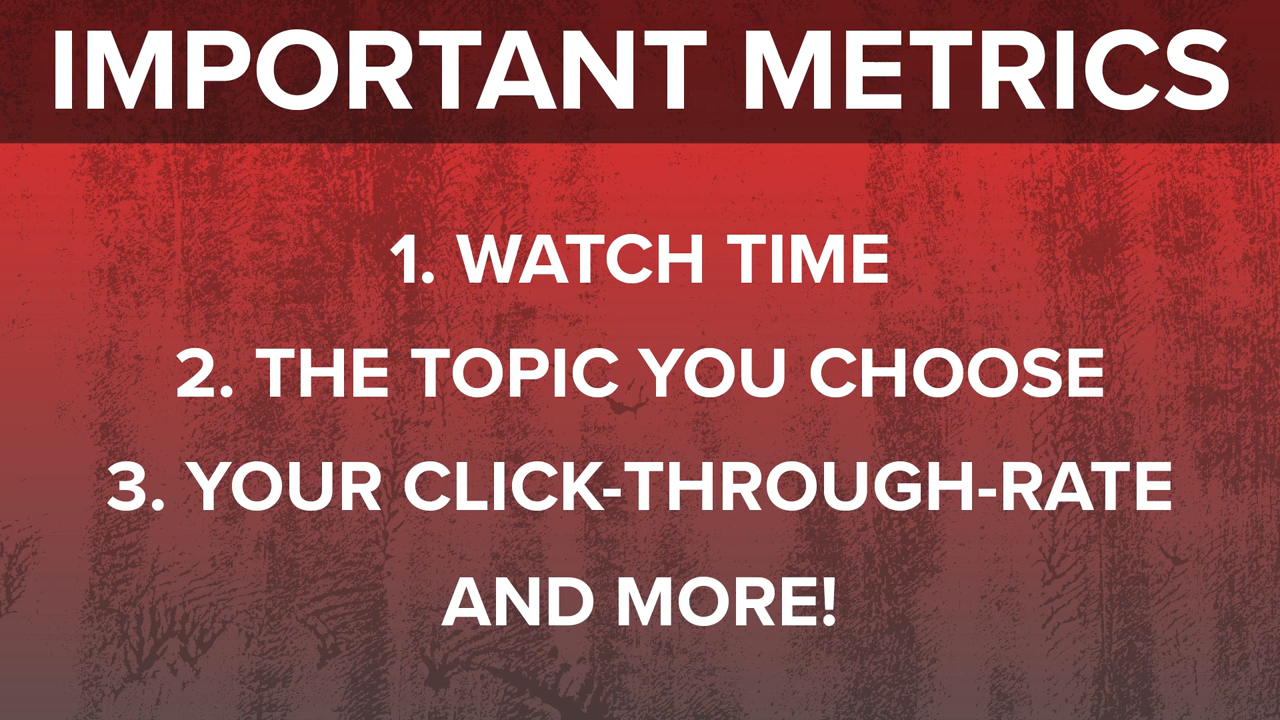 IMPORTANT METRICS
1. WATCH TIME
2. THE TOPIC YOU CHOOSE
3. YOUR CLICK-THROUGH-RATE
AND MORE!